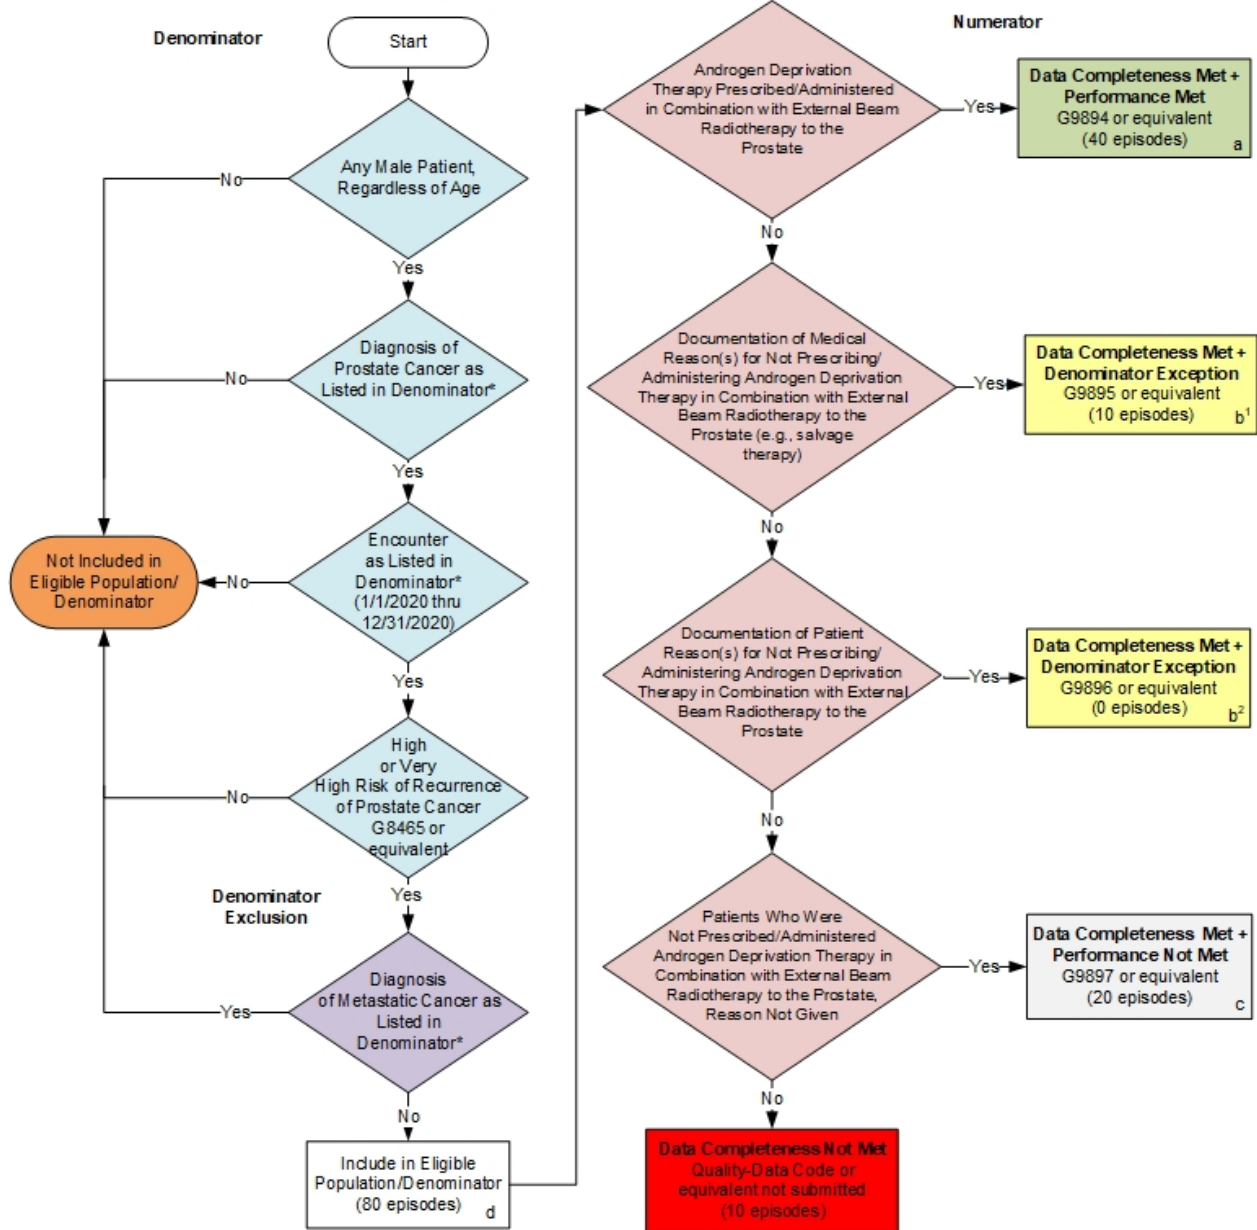 Denominator
Start
Any Male Patient,
Regardless of Age
No
Yes
Diagnosis of
Prostate Cancer as
Listed in Denominator*
No
Yes
Encounter
as Listed in
Denominator*
(1/1/2020 thru
12/31/2020)
No
Not Included in
Eligible Population/
Denominator
Yes
High
or Very
High Risk of Recurrence
of Prostate Cancer
G8465 or
equivalent
No
Yes
Denominator
Exclusion
Diagnosis
of Metastatic Cancer as
Listed in
Denominator*
Yes
No
Include in Eligible
Population/Denominator
(80 episodes)
d
Numerator
Androgen Deprivation
Therapy Prescribed/Administered
in Combination with External Beam
Radiotherapy to the
Prostate
Yes
Data Completeness Met +
Performance Met
G9894 or equivalent
(40 episodes)
a
No
Documentation of Medical
Reason(s) for Not Prescribing/
Administering Androgen Deprivation
Therapy in Combination with External
Beam Radiotherapy to the
Prostate (e.g., salvage
therapy)
Yes
Data Completeness Met +
Denominator Exception
G9895 or equivalent
(10 episodes)
b¹
No
Documentation of Patient
Reason(s) for Not Prescribing/
Administering Androgen Deprivation
Therapy in Combination with External
Beam Radiotherapy to the
Prostate
Yes
Data Completeness Met +
Denominator Exception
G9896 or equivalent
(0 episodes)
b²
No
Patients Who Were
Not Prescribed/Administered
Androgen Deprivation Therapy in
Combination with External Beam
Radiotherapy to the Prostate,
Reason Not Given
Yes
Data Completeness Met +
Performance Not Met
G9897 or equivalent
(20 episodes)
c
No
Data Completeness Not Met
Quality-Data Code or
equivalent not submitted
(10 episodes)